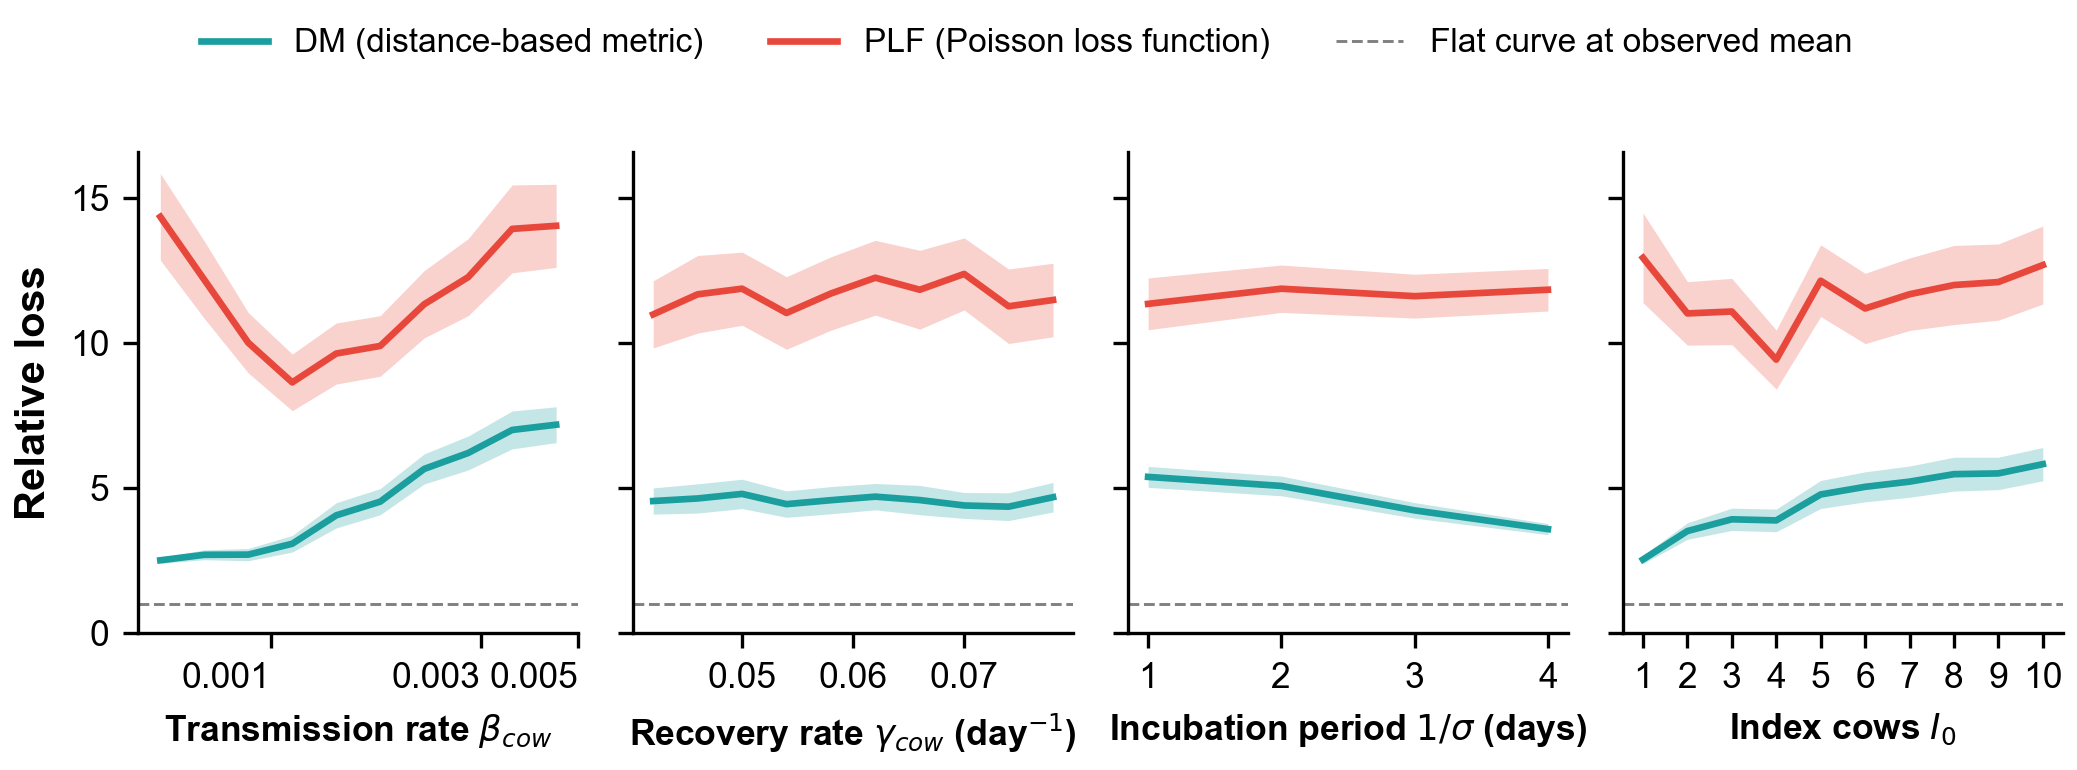 DM (distance-based metric) PLF (Poisson loss function) Flat curve at observed mean
Relative loss
15
10
5
0
0.001 0.003 0.005
Transmission rate β_cow
0.05 0.06 0.07
Recovery rate γ_cow (day⁻¹)
1 2 3 4
Incubation period 1/σ (days)
1 2 3 4 5 6 7 8 9 10
Index cows I₀